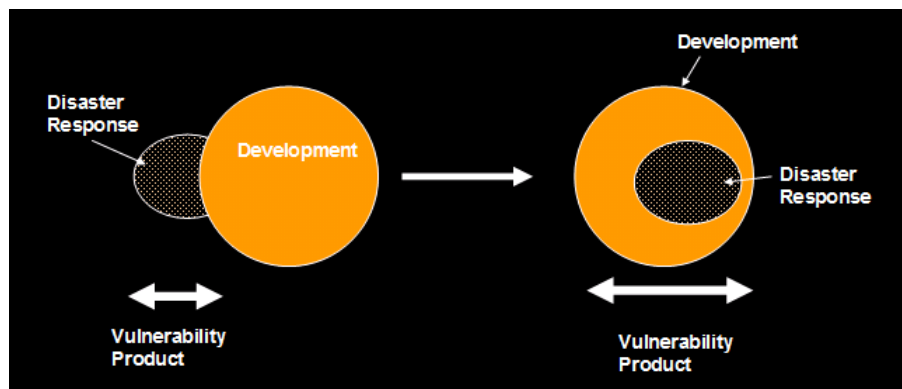 Disaster
Response
Development
Vulnerability
Product
Development
Disaster
Response
Vulnerability
Product